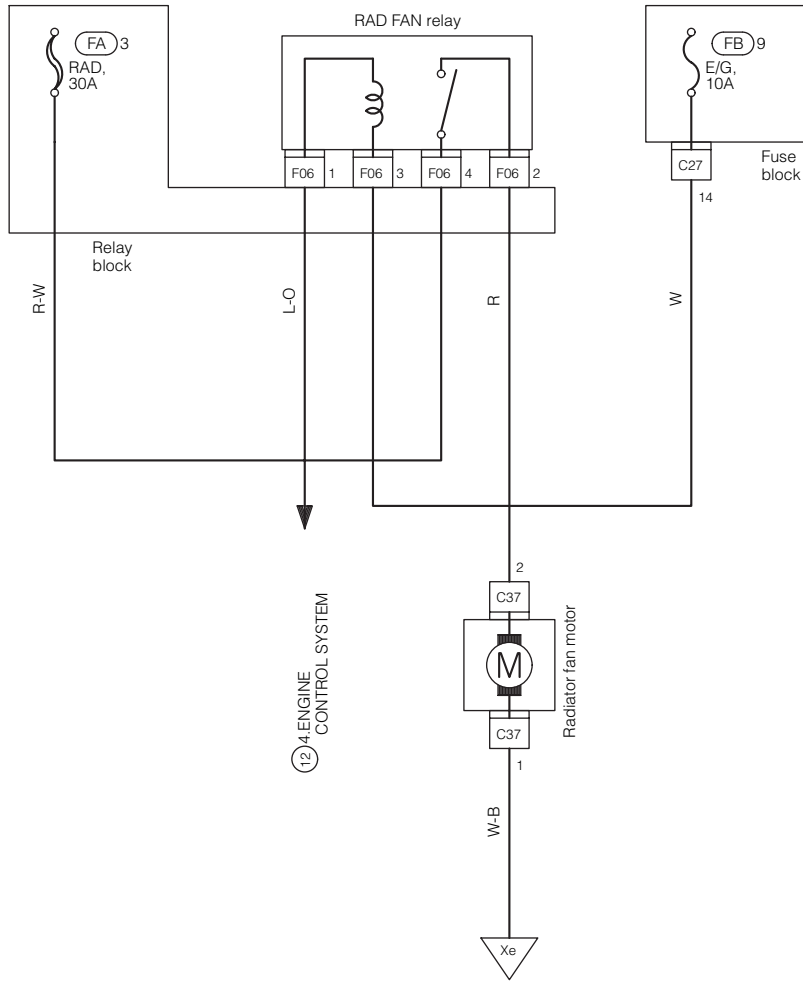 RAD FAN relay
FA 3
RAD,
30A
FB 9
E/G,
10A
F06 1
F06 3
F06 4
F06 2
C27
14
Fuse
block
Relay
block
R-W
L-O
R
W
2
C37
M
Radiator fan motor
C37
1
12 4.ENGINE
CONTROL SYSTEM
W-B
Xe